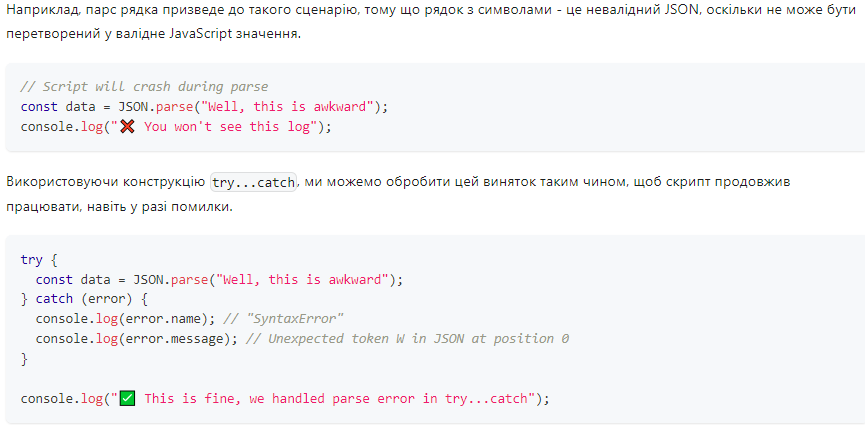 Наприклад, парс рядка призведе до такого сценарію, тому що рядок з символами - це невалідний JSON, оскільки не може бути
перетворений у валідне JavaScript значення.
// Script will crash during parse
const data = JSON.parse("Well, this is awkward");
console.log("❌ You won't see this log");
Використовуючи конструкцію try...catch, ми можемо обробити цей виняток таким чином, щоб скрипт продовжив
працювати, навіть у разі помилки.
try {
  const data = JSON.parse("Well, this is awkward");
} catch (error) {
  console.log(error.name); // "SyntaxError"
  console.log(error.message); // Unexpected token W in JSON at position 0
}
console.log("✅ This is fine, we handled parse error in try...catch");